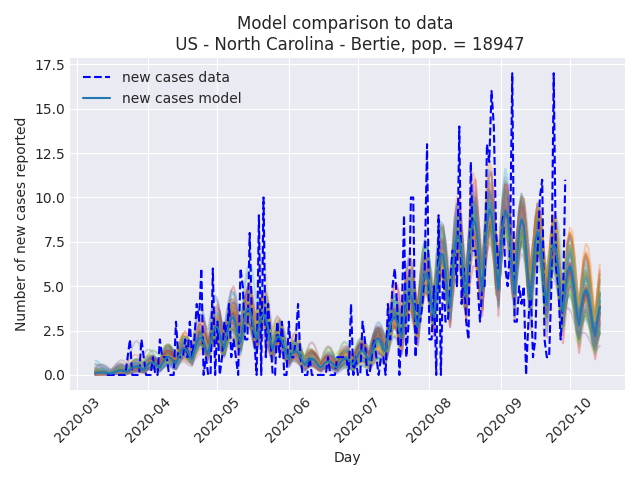 Model comparison to data
US - North Carolina - Bertie, pop. = 18947
new cases data
new cases model
17.5
15.0
12.5
10.0
7.5
5.0
2.5
0.0
Number of new cases reported
2020-03
2020-04
2020-05
2020-06
2020-07
2020-08
2020-09
2020-10
Day